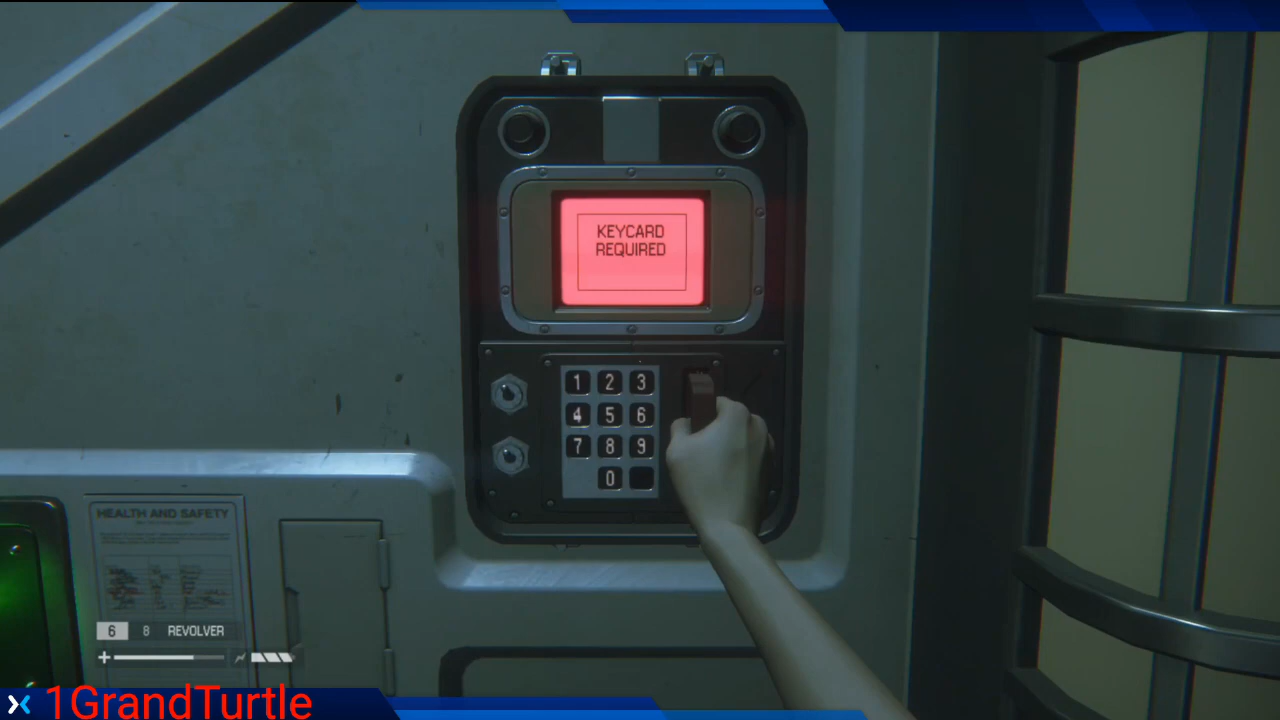 KEYCARD
REQUIRED
1 2 3
4 5 6
7 8 9
0
HEALTH AND SAFETY
6 8 REVOLVER
1GrandTurtle